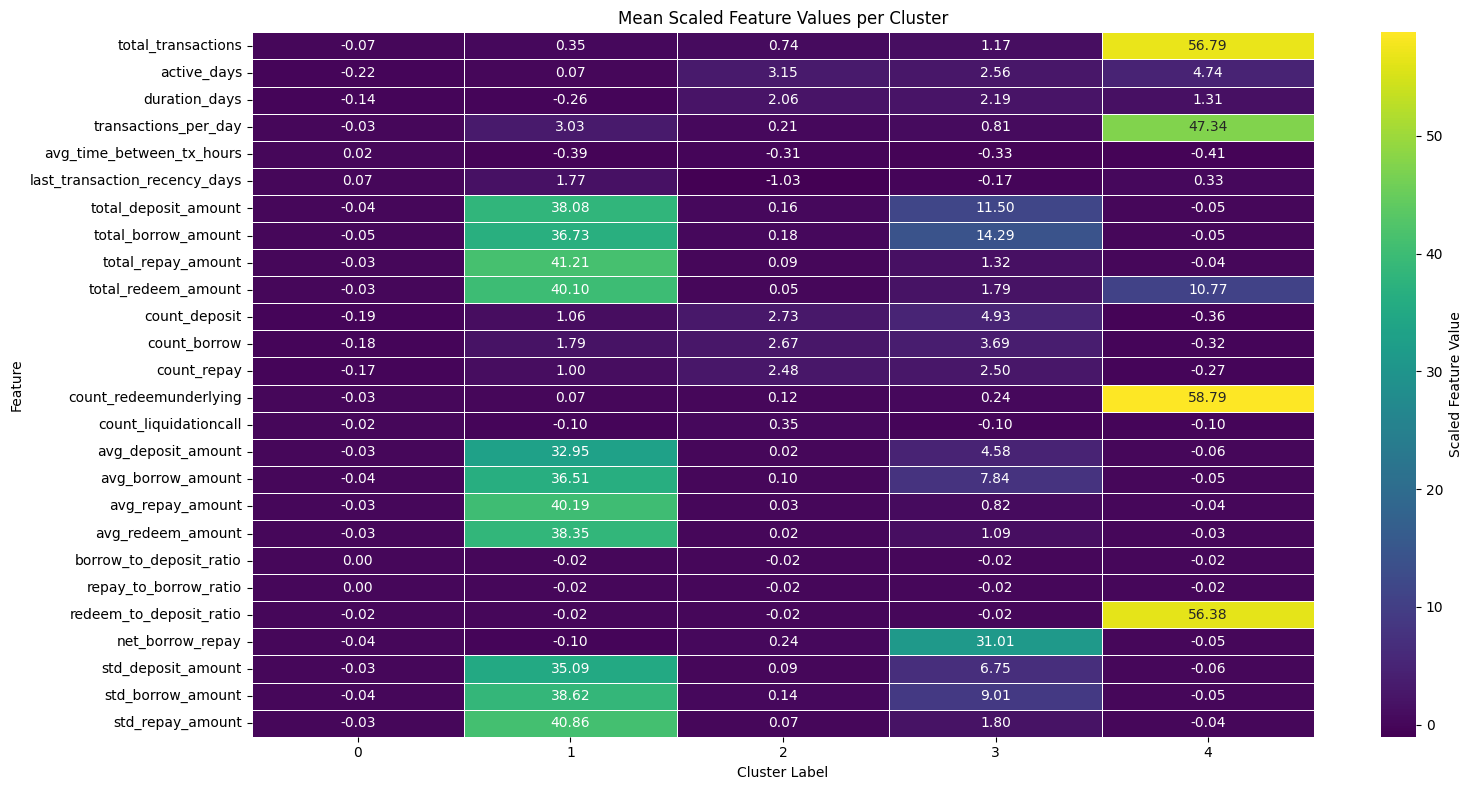 Mean Scaled Feature Values per Cluster
total_transactions -0.07 0.35 0.74 1.17 56.79
active_days -0.22 0.07 3.15 2.56 4.74
duration_days -0.14 -0.26 2.06 2.19 1.31
transactions_per_day -0.03 3.03 0.21 0.81 47.34
avg_time_between_tx_hours 0.02 -0.39 -0.31 -0.33 -0.41
last_transaction_recency_days 0.07 1.77 -1.03 -0.17 0.33
total_deposit_amount -0.04 38.08 0.16 11.50 -0.05
total_borrow_amount -0.05 36.73 0.18 14.29 -0.05
total_repay_amount -0.03 41.21 0.09 1.32 -0.04
total_redeem_amount -0.03 40.10 0.05 1.79 10.77
count_deposit -0.19 1.06 2.73 4.93 -0.36
count_borrow -0.18 1.79 2.67 3.69 -0.32
count_repay -0.17 1.00 2.48 2.50 -0.27
count_redeemunderlying -0.03 0.07 0.12 0.24 58.79
count_liquidationcall -0.02 -0.10 0.35 -0.10 -0.10
avg_deposit_amount -0.03 32.95 0.02 4.58 -0.06
avg_borrow_amount -0.04 36.51 0.10 7.84 -0.05
avg_repay_amount -0.03 40.19 0.03 0.82 -0.04
avg_redeem_amount -0.03 38.35 0.02 1.09 -0.03
borrow_to_deposit_ratio 0.00 -0.02 -0.02 -0.02 -0.02
repay_to_borrow_ratio 0.00 -0.02 -0.02 -0.02 -0.02
redeem_to_deposit_ratio -0.02 -0.02 -0.02 -0.02 56.38
net_borrow_repay -0.04 -0.10 0.24 31.01 -0.05
std_deposit_amount -0.03 35.09 0.09 6.75 -0.06
std_borrow_amount -0.04 38.62 0.14 9.01 -0.05
std_repay_amount -0.03 40.86 0.07 1.80 -0.04
0 1 2 3 4
Cluster Label
Feature
50
40
30
20
10
0
Scaled Feature Value